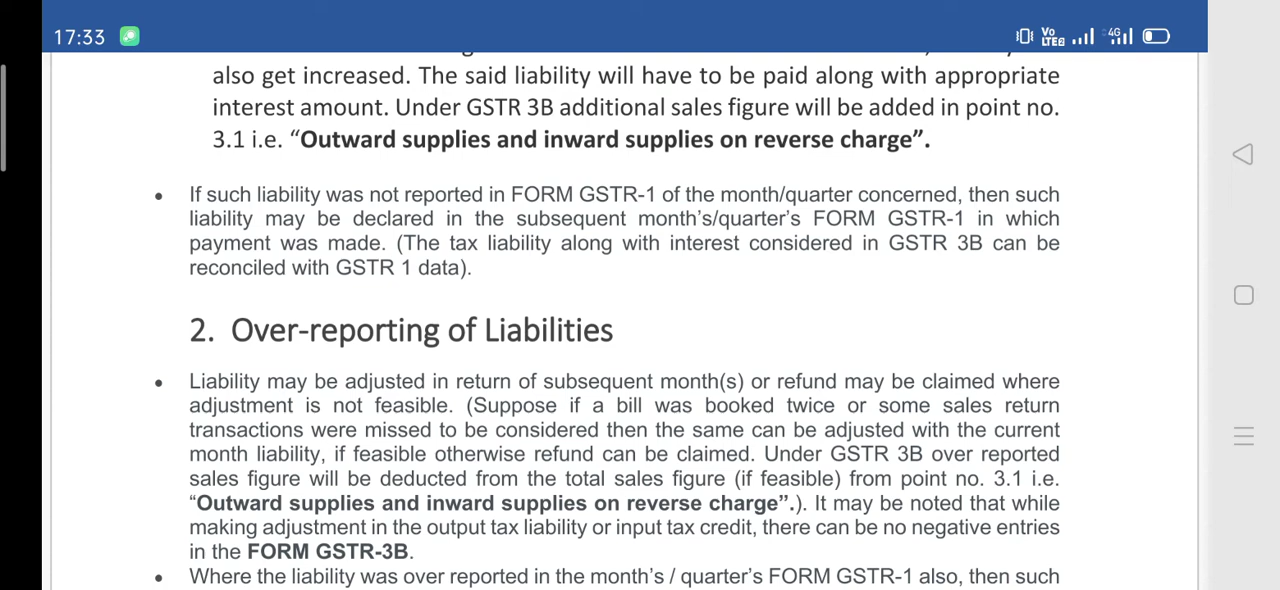 17:33 Vo LTE2 4G
also get increased. The said liability will have to be paid along with appropriate
interest amount. Under GSTR 3B additional sales figure will be added in point no.
3.1 i.e. “Outward supplies and inward supplies on reverse charge”.
• If such liability was not reported in FORM GSTR-1 of the month/quarter concerned, then such
liability may be declared in the subsequent month’s/quarter’s FORM GSTR-1 in which
payment was made. (The tax liability along with interest considered in GSTR 3B can be
reconciled with GSTR 1 data).
2. Over-reporting of Liabilities
• Liability may be adjusted in return of subsequent month(s) or refund may be claimed where
adjustment is not feasible. (Suppose if a bill was booked twice or some sales return
transactions were missed to be considered then the same can be adjusted with the current
month liability, if feasible otherwise refund can be claimed. Under GSTR 3B over reported
sales figure will be deducted from the total sales figure (if feasible) from point no. 3.1 i.e.
“Outward supplies and inward supplies on reverse charge”.). It may be noted that while
making adjustment in the output tax liability or input tax credit, there can be no negative entries
in the FORM GSTR-3B.
• Where the liability was over reported in the month’s / quarter’s FORM GSTR-1 also, then such